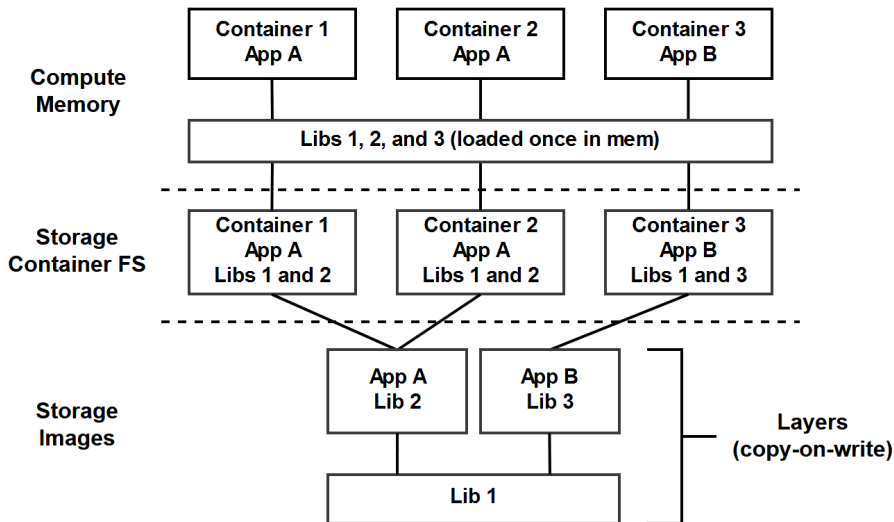 Compute
Memory
Container 1
App A
Container 2
App A
Container 3
App B
Libs 1, 2, and 3 (loaded once in mem)
Storage
Container FS
Container 1
App A
Libs 1 and 2
Container 2
App A
Libs 1 and 2
Container 3
App B
Libs 1 and 3
Storage
Images
App A
Lib 2
App B
Lib 3
Lib 1
Layers
(copy-on-write)